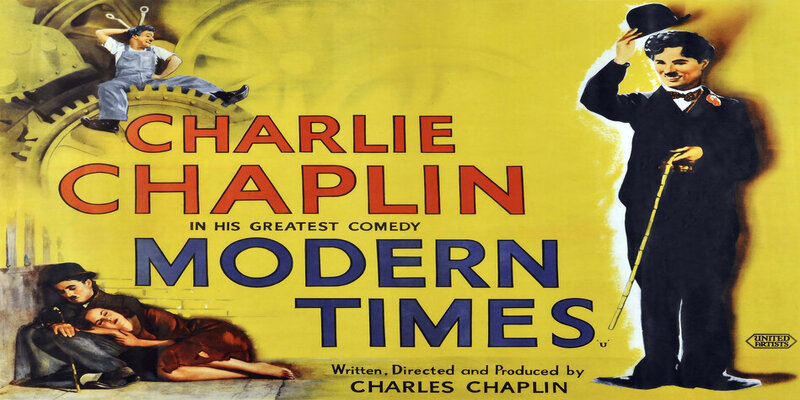 CHARLIE
CHAPLIN
IN HIS GREATEST COMEDY
MODERN
TIMES
'U'
Written, Directed and Produced by
CHARLES CHAPLIN
UNITED
ARTISTS